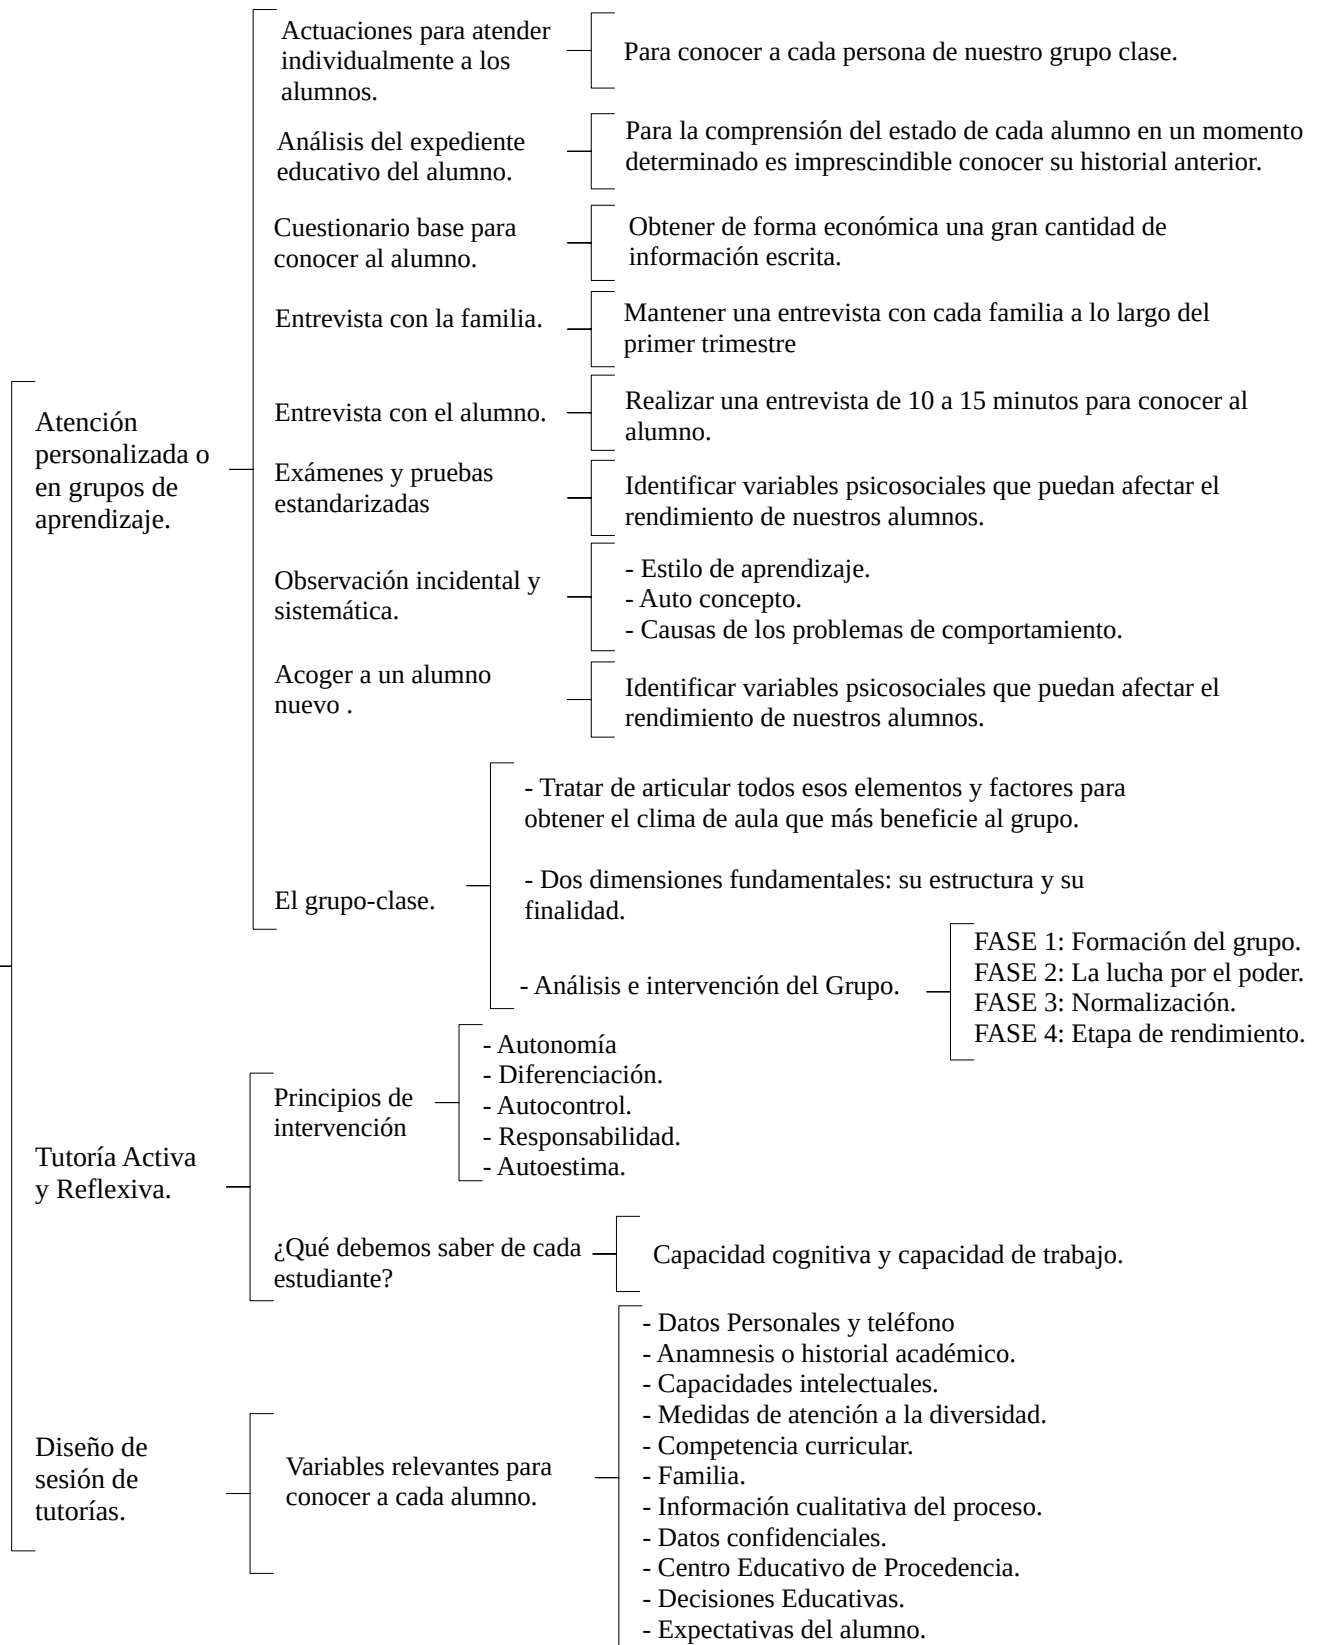 Actuaciones para atender
individualmente a los
alumnos.
Para conocer a cada persona de nuestro grupo clase.
Análisis del expediente
educativo del alumno.
Para la comprensión del estado de cada alumno en un momento
determinado es imprescindible conocer su historial anterior.
Cuestionario base para
conocer al alumno.
Obtener de forma económica una gran cantidad de
información escrita.
Entrevista con la familia.
Mantener una entrevista con cada familia a lo largo del
primer trimestre
Atención
personalizada o
en grupos de
aprendizaje.
Entrevista con el alumno.
Realizar una entrevista de 10 a 15 minutos para conocer al
alumno.
Exámenes y pruebas
estandarizadas
Identificar variables psicosociales que puedan afectar el
rendimiento de nuestros alumnos.
Observación incidental y
sistemática.
- Estilo de aprendizaje.
- Auto concepto.
- Causas de los problemas de comportamiento.
Acoger a un alumno
nuevo .
Identificar variables psicosociales que puedan afectar el
rendimiento de nuestros alumnos.
El grupo-clase.
- Tratar de articular todos esos elementos y factores para
obtener el clima de aula que más beneficie al grupo.
- Dos dimensiones fundamentales: su estructura y su
finalidad.
- Análisis e intervención del Grupo.
FASE 1: Formación del grupo.
FASE 2: La lucha por el poder.
FASE 3: Normalización.
FASE 4: Etapa de rendimiento.
Tutoría Activa
y Reflexiva.
Principios de
intervención
- Autonomía
- Diferenciación.
- Autocontrol.
- Responsabilidad.
- Autoestima.
¿Qué debemos saber de cada
estudiante?
Capacidad cognitiva y capacidad de trabajo.
Diseño de
sesión de
tutorías.
Variables relevantes para
conocer a cada alumno.
- Datos Personales y teléfono
- Anamnesis o historial académico.
- Capacidades intelectuales.
- Medidas de atención a la diversidad.
- Competencia curricular.
- Familia.
- Información cualitativa del proceso.
- Datos confidenciales.
- Centro Educativo de Procedencia.
- Decisiones Educativas.
- Expectativas del alumno.